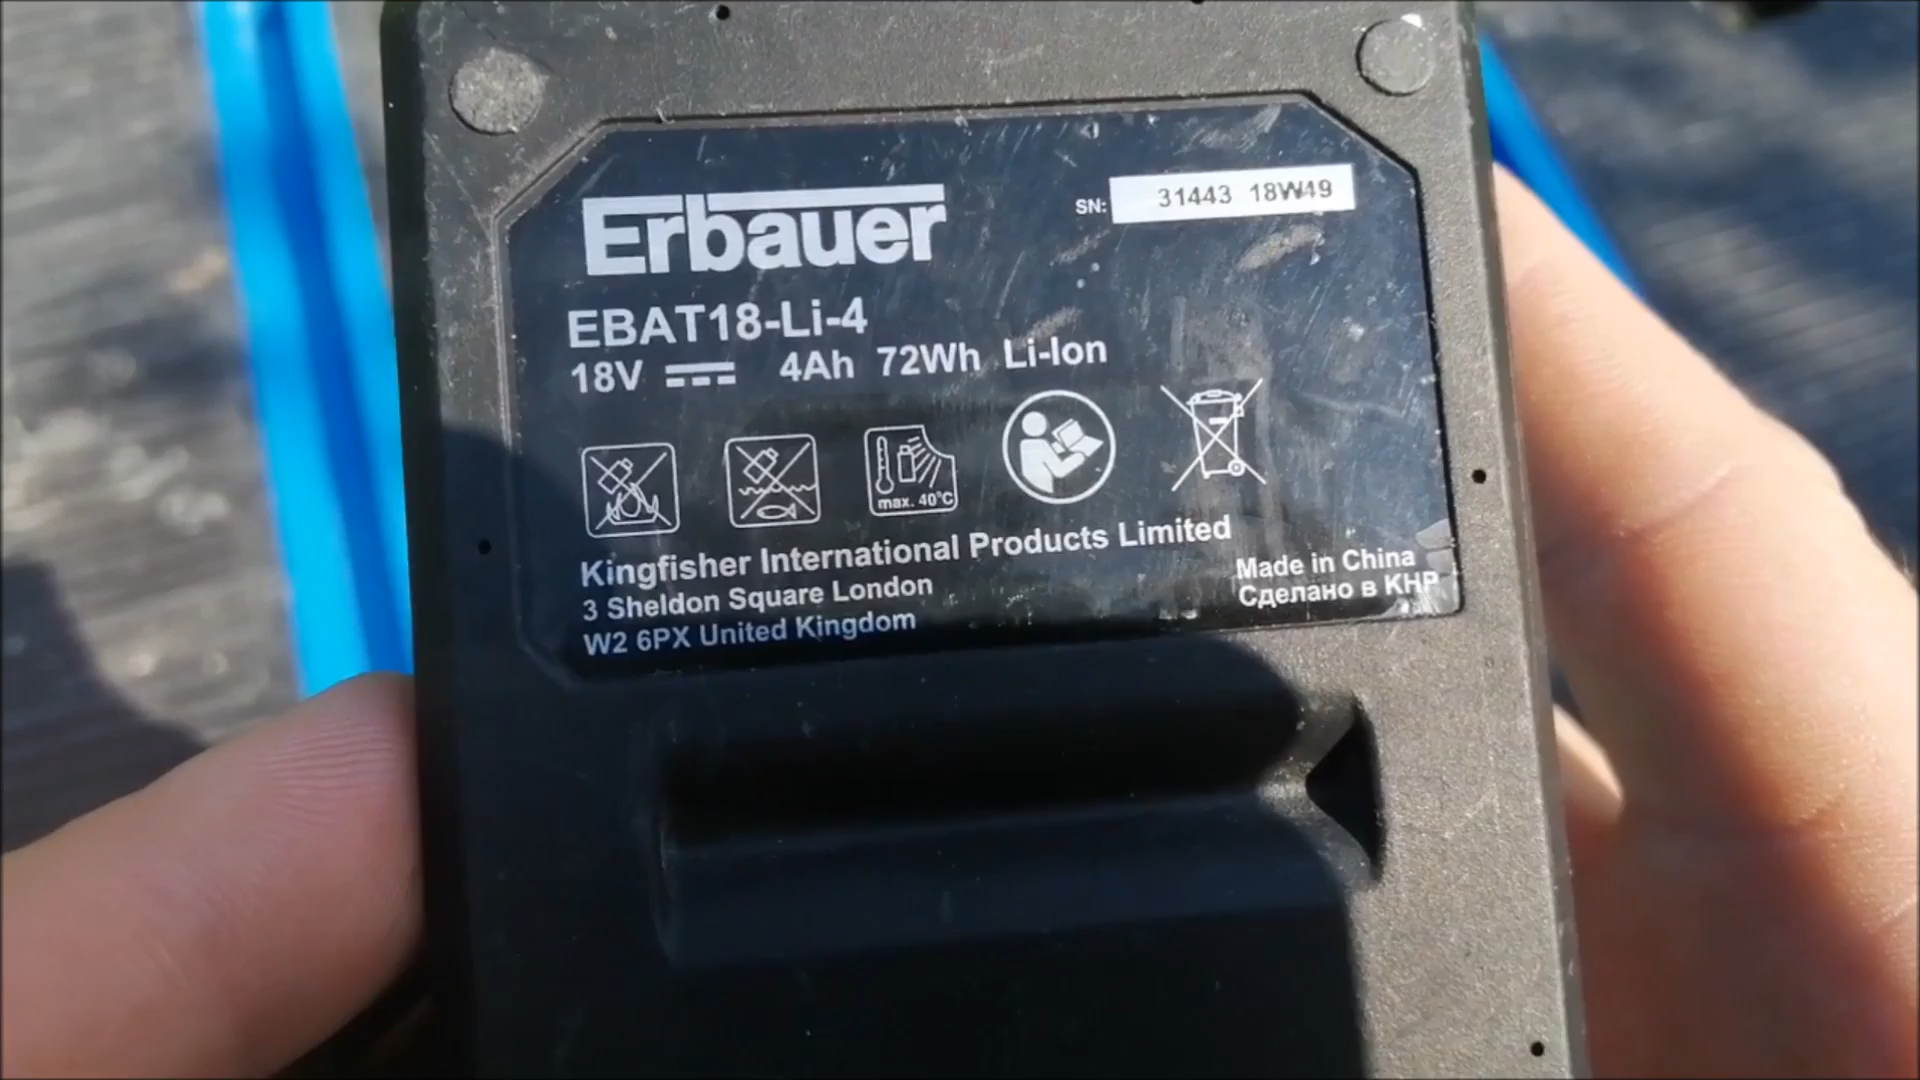 Erbauer
SN: 31443 18W49
EBAT18-Li-4
18V 4Ah 72Wh Li-Ion
max. 40°C
Kingfisher International Products Limited
3 Sheldon Square London
W2 6PX United Kingdom
Made in China
Сделано в КНР